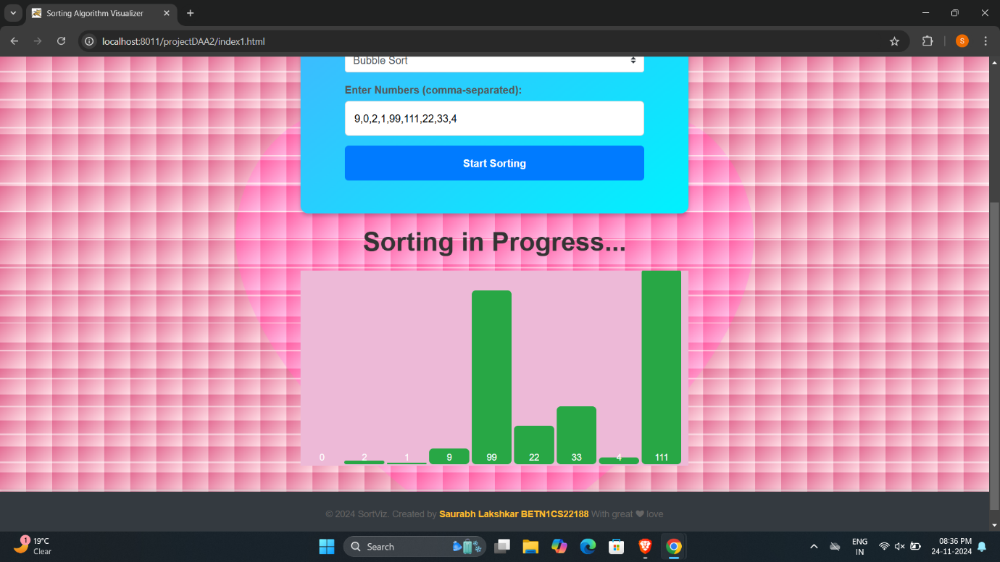 Sorting Algorithm Visualizer
localhost:8011/projectDAA2/index1.html
S
Bubble Sort
Enter Numbers (comma-separated):
9,0,2,1,99,111,22,33,4
Start Sorting
Sorting in Progress...
0 2 1 9 99 22 33 4 111
© 2024 SortViz. Created by Saurabh Lakshkar BETN1CS22188 With great ❤ love
1
19°C
Clear
Search
ENG
IN
08:36 PM
24-11-2024